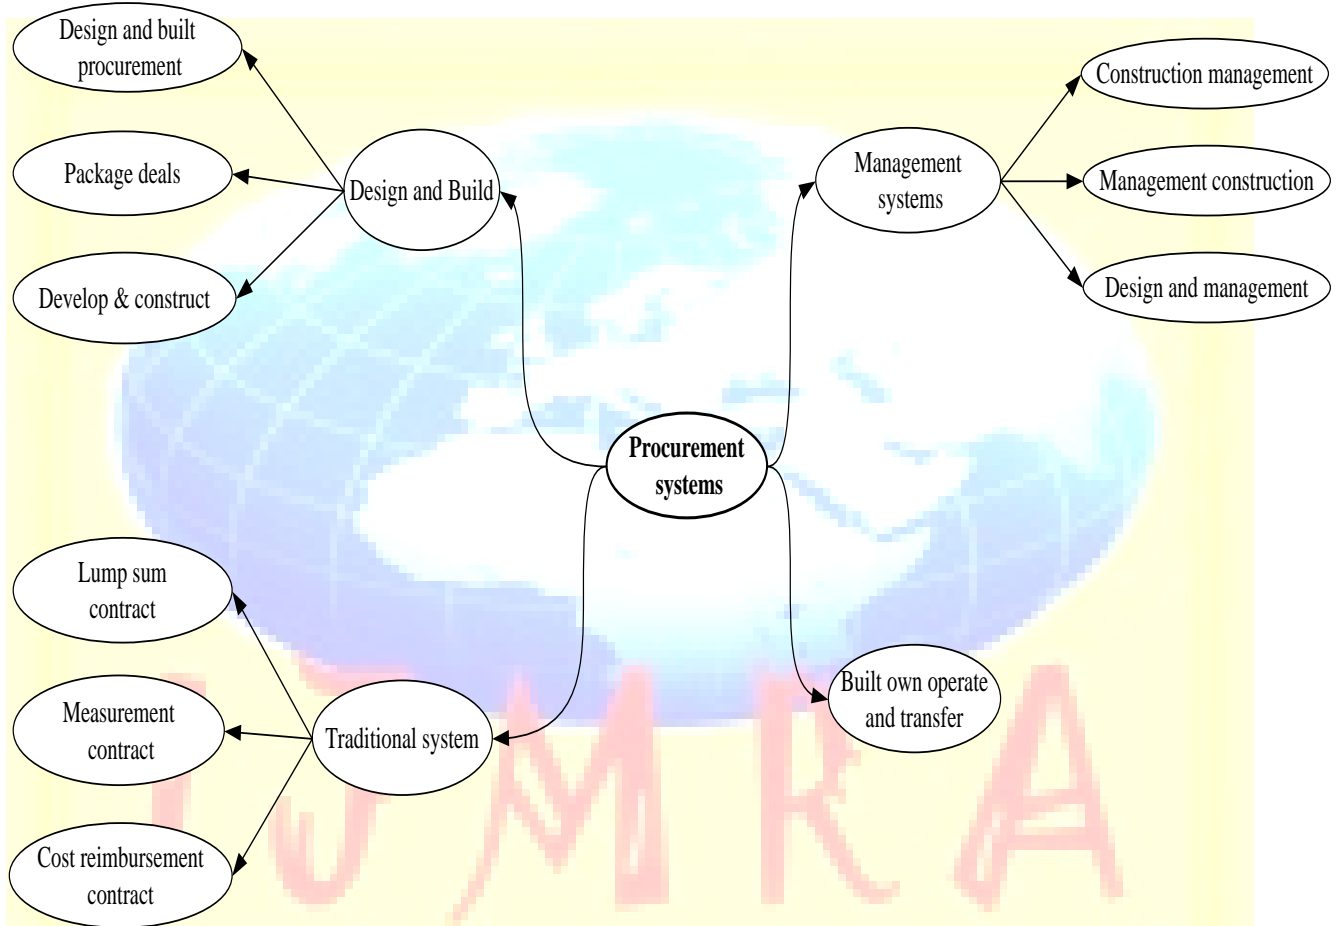 Design and built
procurement
Package deals
Develop & construct
Design and Build
Management
systems
Construction management
Management construction
Design and management
Procurement
systems
Lump sum
contract
Measurement
contract
Cost reimbursement
contract
Traditional system
Built own operate
and transfer
IJMRA